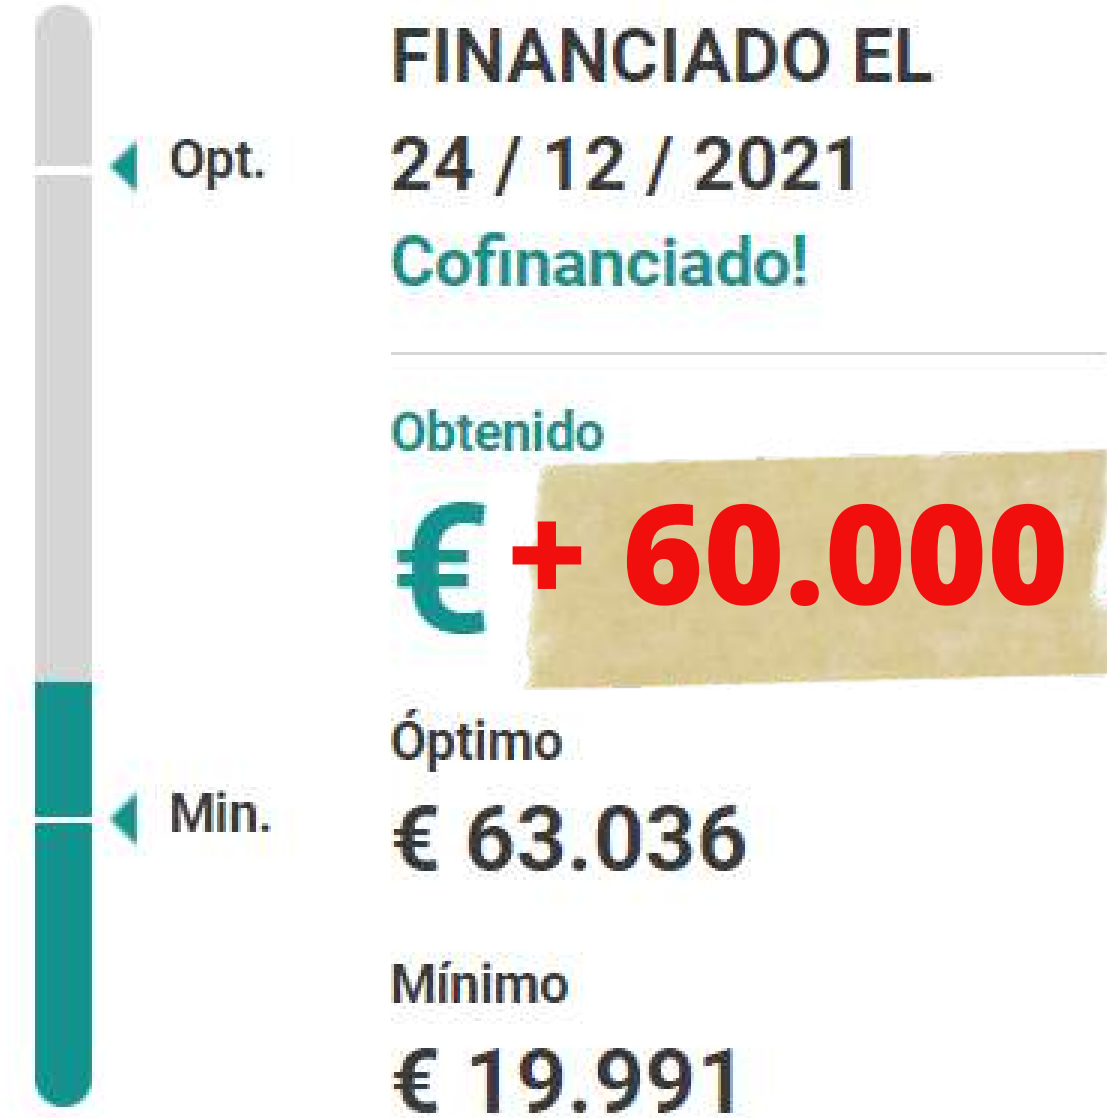 FINANCIADO EL
24 / 12 / 2021
Cofinanciado!
Opt.
Obtenido
€ + 60.000
Óptimo
€ 63.036
Min.
Mínimo
€ 19.991